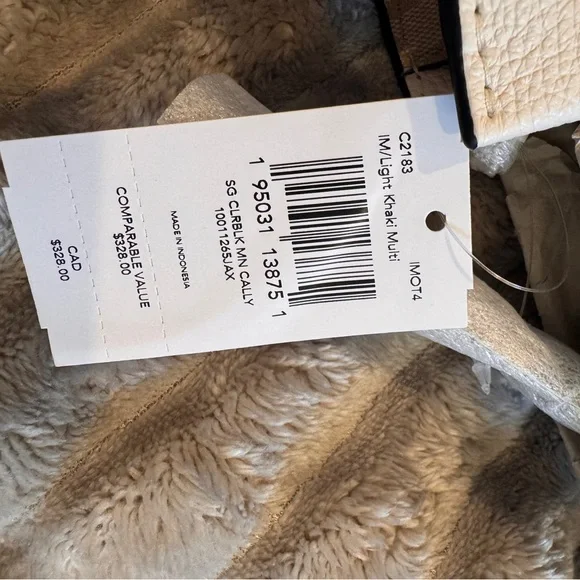 C2183
IM/Light Khaki Multi
IMOT4
1 95031 13875 1
SG CLRBLK MN CALLY
10011265JAX
MADE IN INDONESIA
COMPARABLE VALUE
$328.00
CAD
$328.00